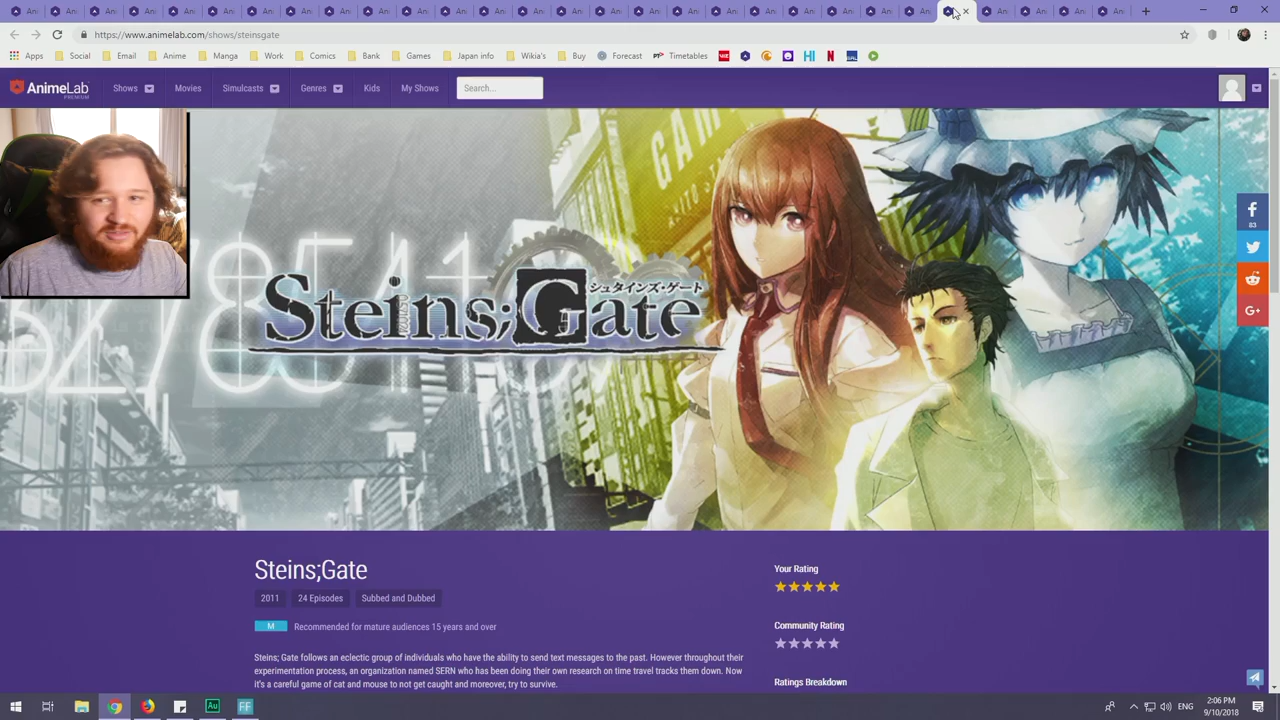 https://www.animelab.com/shows/steinsgate
Apps Social Email Anime Manga Work Comics Bank Games Japan info Wikia's Buy Forecast Timetables
AnimeLab
PREMIUM
Shows Movies Simulcasts Genres Kids My Shows Search...
GAM
Steins;Gate
シュタインズ・ゲート
83
G+
Steins;Gate
2011 24 Episodes Subbed and Dubbed
M Recommended for mature audiences 15 years and over
Steins; Gate follows an eclectic group of individuals who have the ability to send text messages to the past. However throughout their
experimentation process, an organization named SERN who has been doing their own research on time travel tracks them down. Now
it's a careful game of cat and mouse to not get caught and moreover, try to survive.
Your Rating
Community Rating
Ratings Breakdown
Au FF
ENG
2:06 PM
9/10/2018